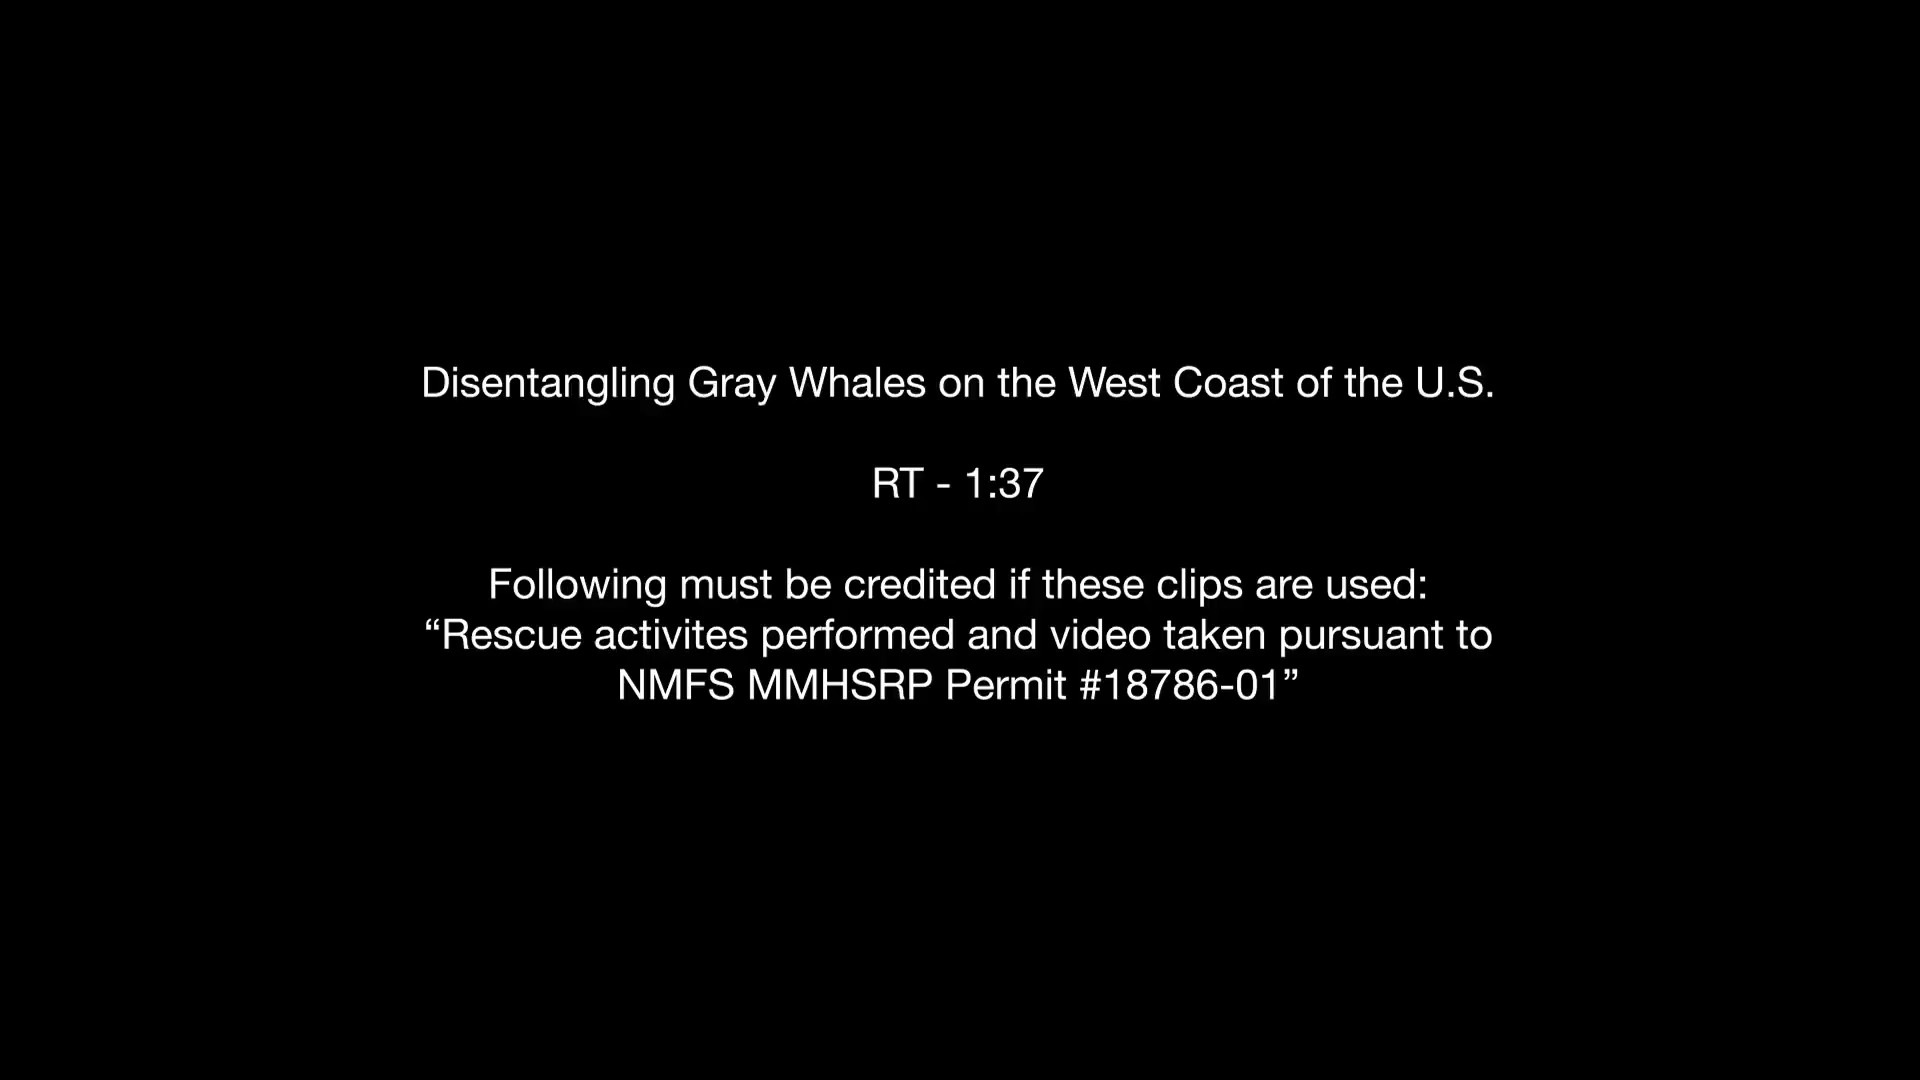 Disentangling Gray Whales on the West Coast of the U.S.
RT - 1:37
Following must be credited if these clips are used:
“Rescue activites performed and video taken pursuant to
NMFS MMHSRP Permit #18786-01”